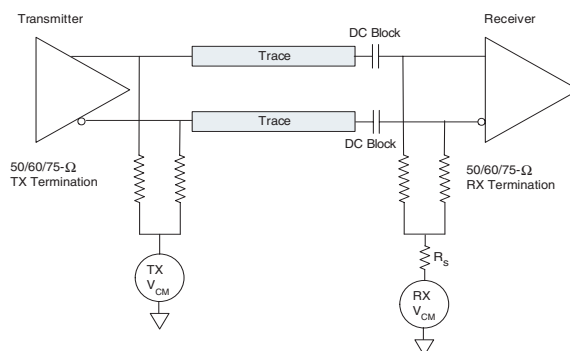 Transmitter
Receiver
DC Block
Trace
Trace
DC Block
50/60/75-Ω
TX Termination
50/60/75-Ω
RX Termination
Rs
TX
VCM
RX
VCM